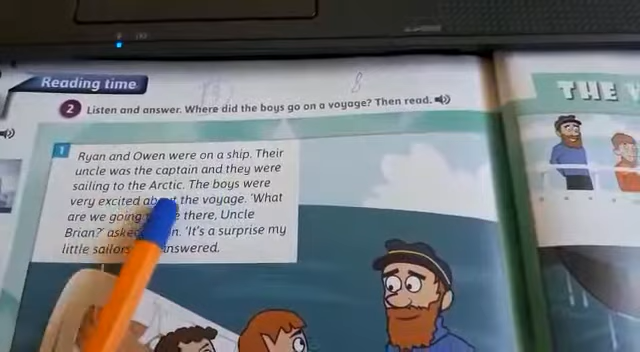 Reading time
2 Listen and answer. Where did the boys go on a voyage? Then read.
THE
1
Ryan and Owen were on a ship. Their
uncle was the captain and they were
sailing to the Arctic. The boys were
very excited about the voyage. 'What
are we going there, Uncle
Brian?' 'It's a surprise my
little sailors answered.
8